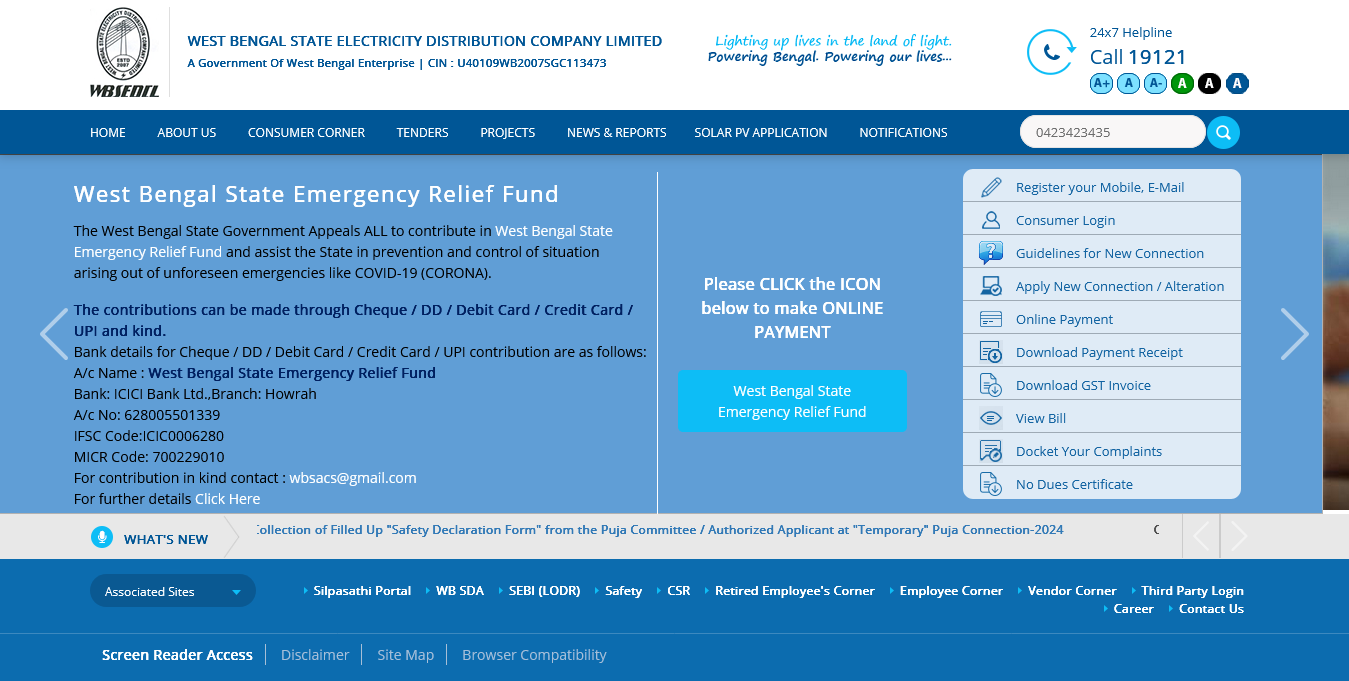 WEST BENGAL STATE ELECTRICITY DISTRIBUTION COMPANY LIMITED
A Government Of West Bengal Enterprise | CIN : U40109WB2007SGC113473
WBSEDCL
Lighting up lives in the land of light.
Powering Bengal. Powering our lives...
24x7 Helpline
Call 19121
A+ A A- A A A
HOME ABOUT US CONSUMER CORNER TENDERS PROJECTS NEWS & REPORTS SOLAR PV APPLICATION NOTIFICATIONS
0423423435
West Bengal State Emergency Relief Fund
The West Bengal State Government Appeals ALL to contribute in West Bengal State
Emergency Relief Fund and assist the State in prevention and control of situation
arising out of unforeseen emergencies like COVID-19 (CORONA).
The contributions can be made through Cheque / DD / Debit Card / Credit Card /
UPI and kind.
Bank details for Cheque / DD / Debit Card / Credit Card / UPI contribution are as follows:
A/c Name : West Bengal State Emergency Relief Fund
Bank: ICICI Bank Ltd.,Branch: Howrah
A/c No: 628005501339
IFSC Code:ICIC0006280
MICR Code: 700229010
For contribution in kind contact : wbsacs@gmail.com
For further details Click Here
Please CLICK the ICON
below to make ONLINE
PAYMENT
West Bengal State
Emergency Relief Fund
Register your Mobile, E-Mail
Consumer Login
Guidelines for New Connection
Apply New Connection / Alteration
Online Payment
Download Payment Receipt
Download GST Invoice
View Bill
Docket Your Complaints
No Dues Certificate
WHAT'S NEW
Collection of Filled Up "Safety Declaration Form" from the Puja Committee / Authorized Applicant at "Temporary" Puja Connection-2024
Associated Sites
Silpasathi Portal WB SDA SEBI (LODR) Safety CSR Retired Employee's Corner Employee Corner Vendor Corner Third Party Login
Career Contact Us
Screen Reader Access Disclaimer Site Map Browser Compatibility